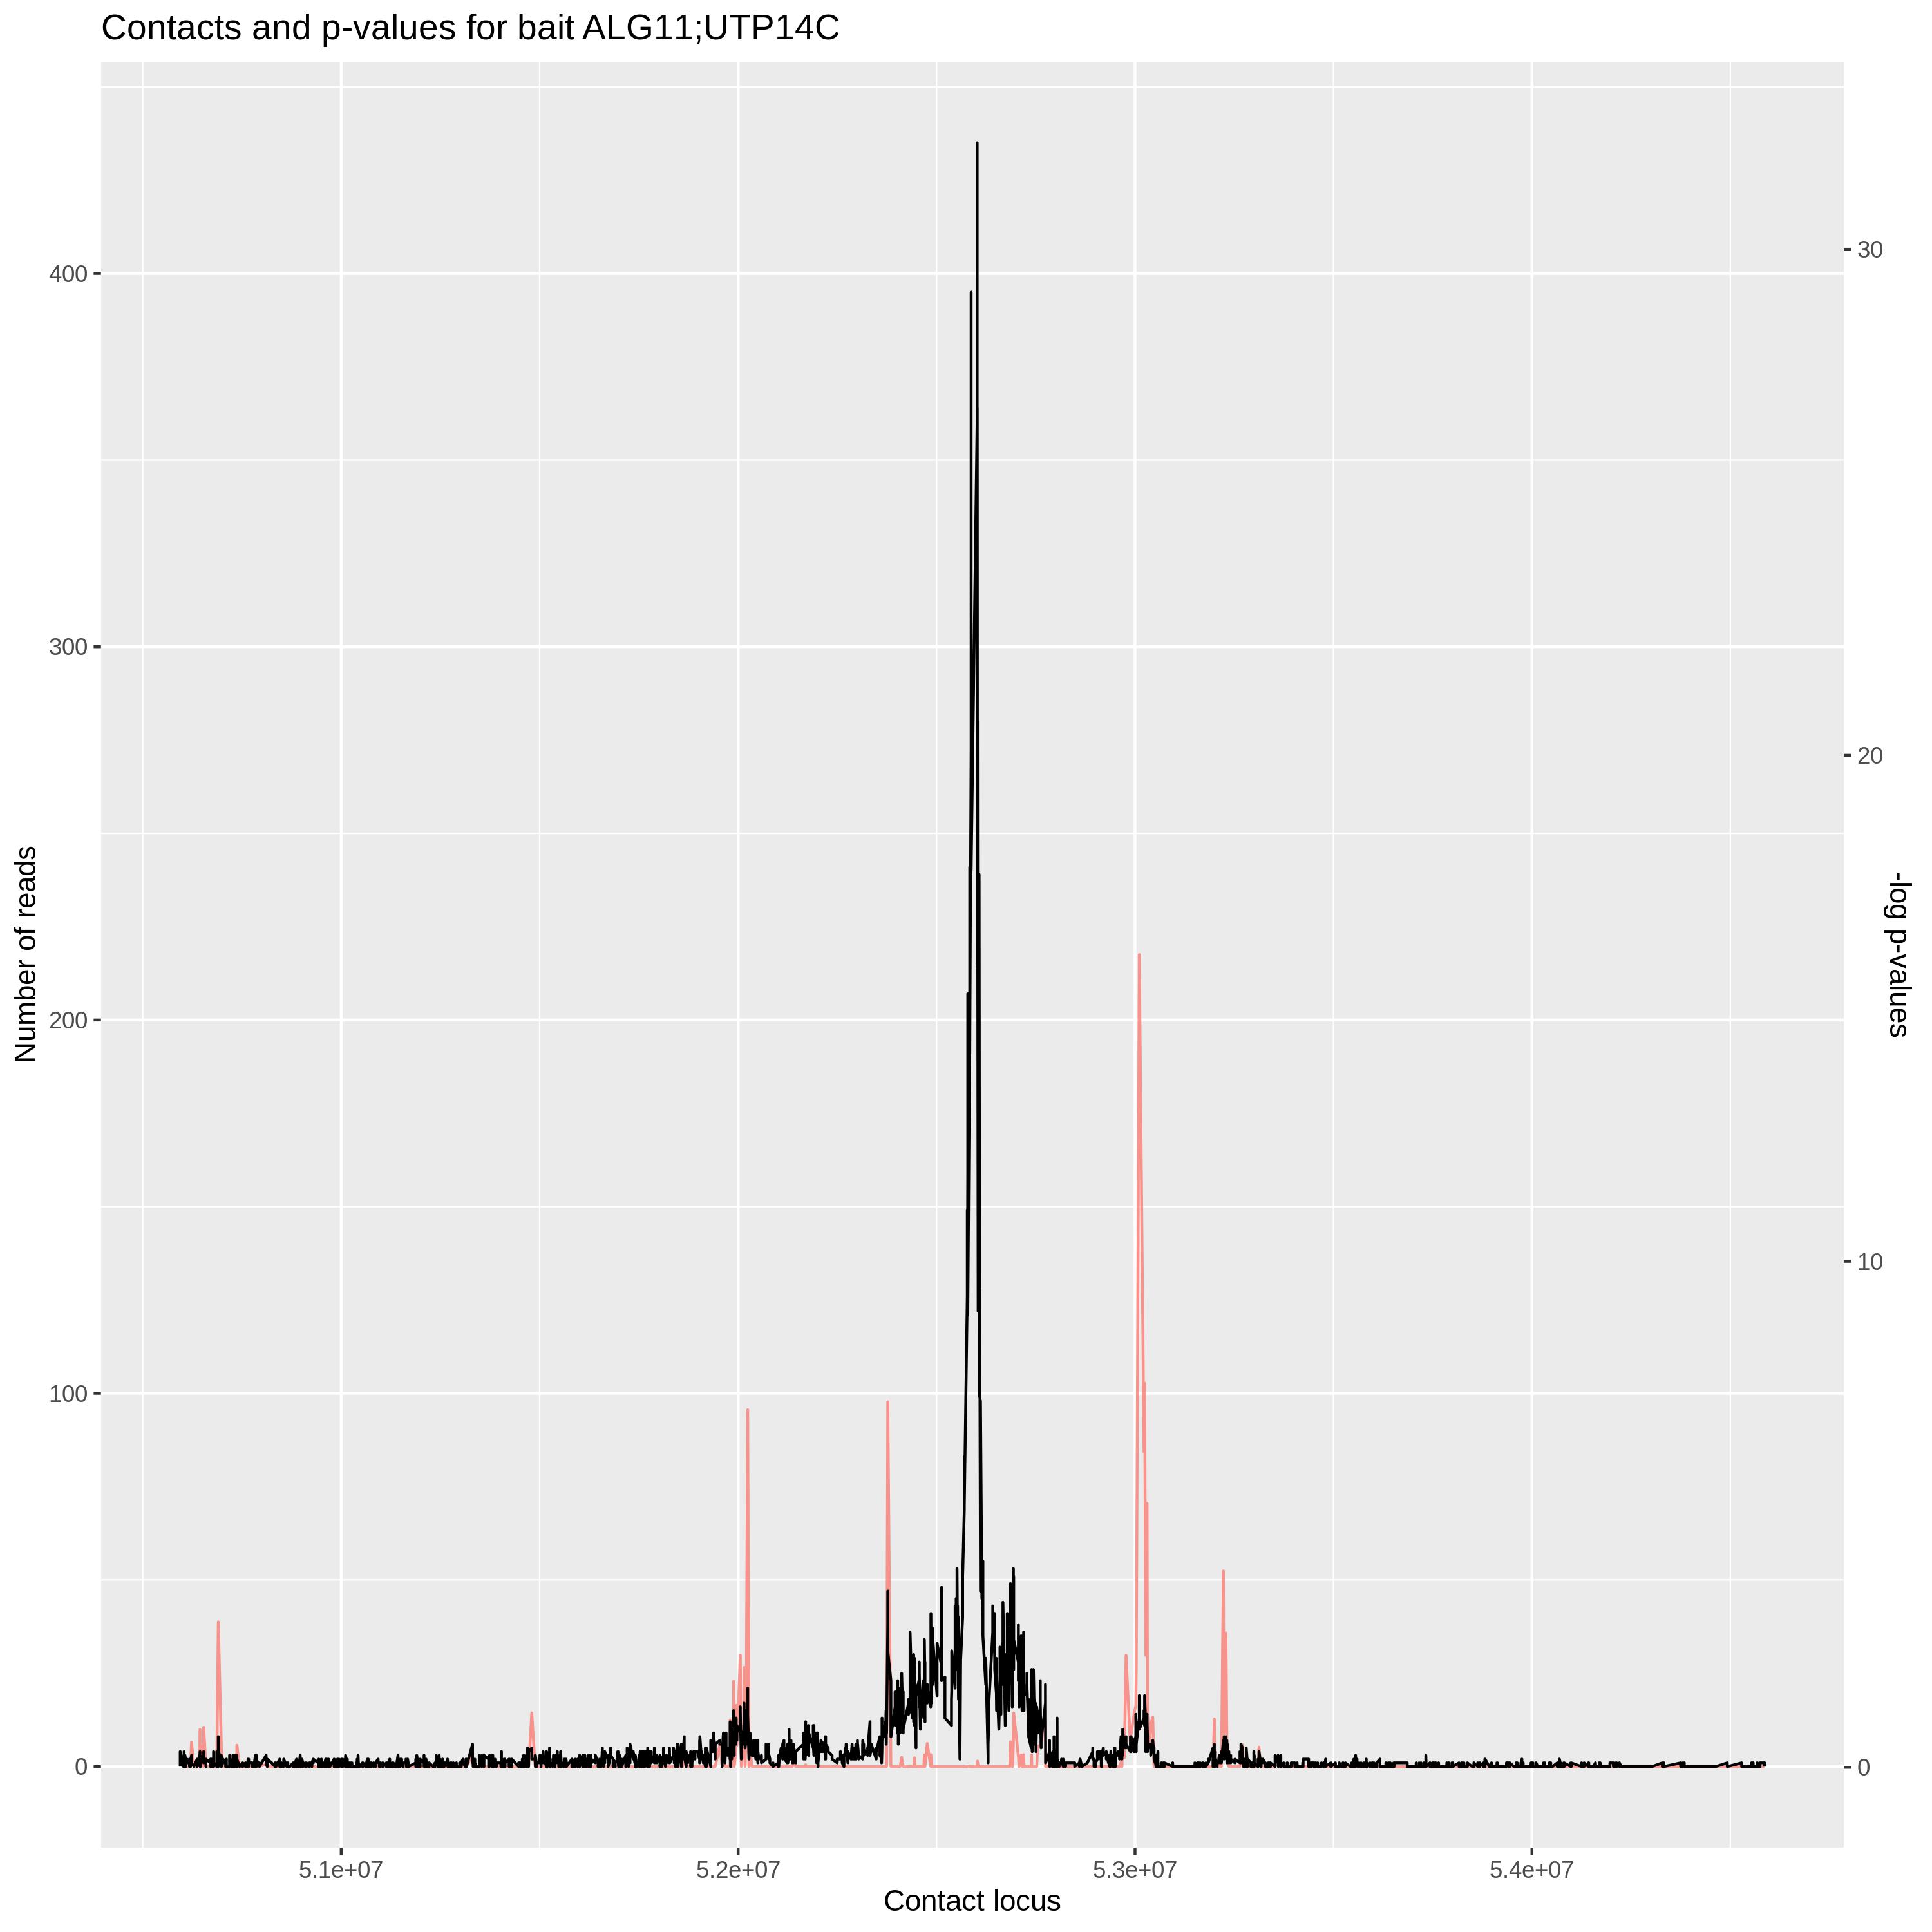 Contacts and p-values for bait ALG11;UTP14C
400
300
200
100
0
Number of reads
30
20
10
0
-log p-values
5.1e+07
5.2e+07
5.3e+07
5.4e+07
Contact locus